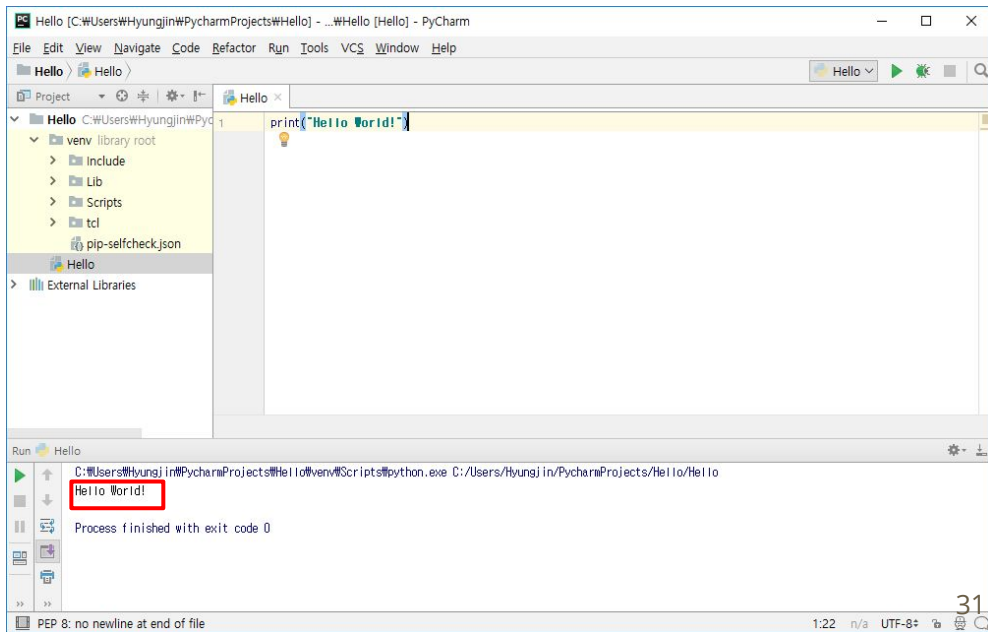 Hello [C:₩Users₩Hyungjin₩PycharmProjects₩Hello] - ...₩Hello [Hello] - PyCharm
File Edit View Navigate Code Refactor Run Tools VCS Window Help
Hello Hello Hello
Project Hello
Hello C:₩Users₩Hyungjin₩Pyc 1 print("Hello World!")
venv library root
Include
Lib
Scripts
tcl
pip-selfcheck.json
Hello
External Libraries
Run Hello
C:₩Users₩Hyungjin₩PycharmProjects₩Hello₩venv₩Scripts₩python.exe C:/Users/Hyungjin/PycharmProjects/Hello/Hello
Hello World!
Process finished with exit code 0
31
PEP 8: no newline at end of file 1:22 n/a UTF-8